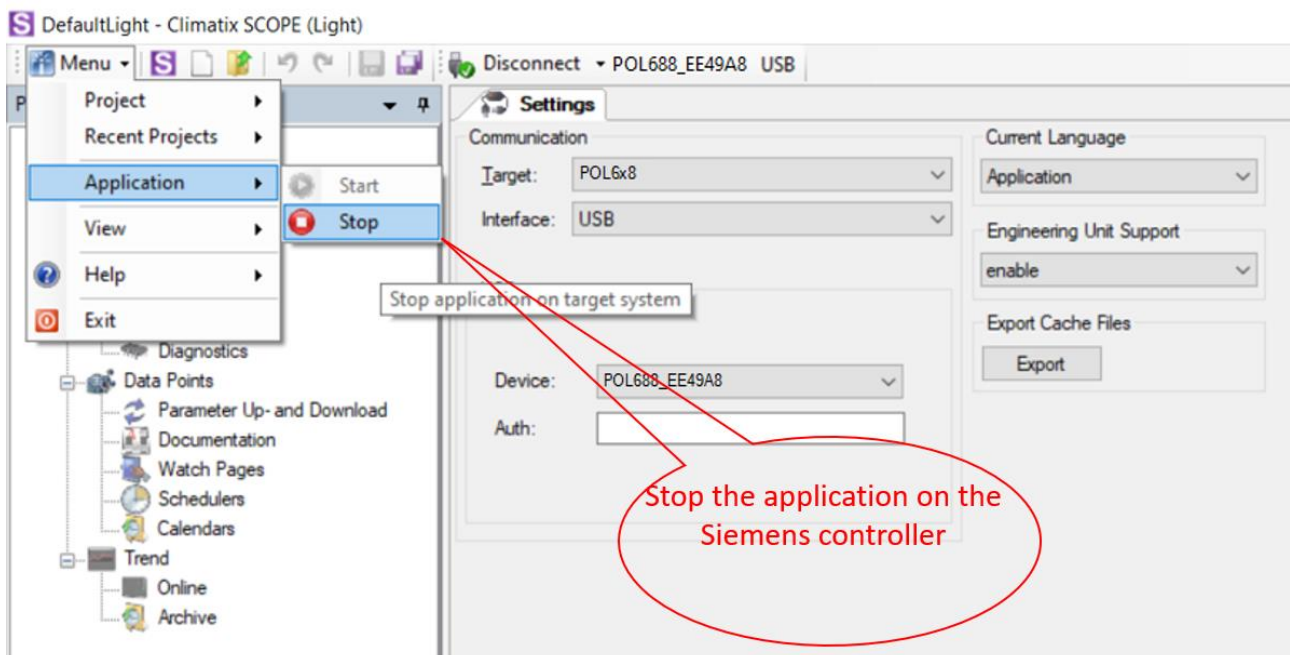 DefaultLight - Climatix SCOPE (Light)
Menu
Disconnect POL688_EE49A8 USB
Project
Recent Projects
Application
View
Help
Exit
Start
Stop
Stop application on target system
Diagnostics
Data Points
Parameter Up- and Download
Documentation
Watch Pages
Schedulers
Calendars
Trend
Online
Archive
Settings
Communication
Target: POL6x8
Interface: USB
Device: POL688_EE49A8
Auth:
Current Language
Application
Engineering Unit Support
enable
Export Cache Files
Export
Stop the application on the
Siemens controller